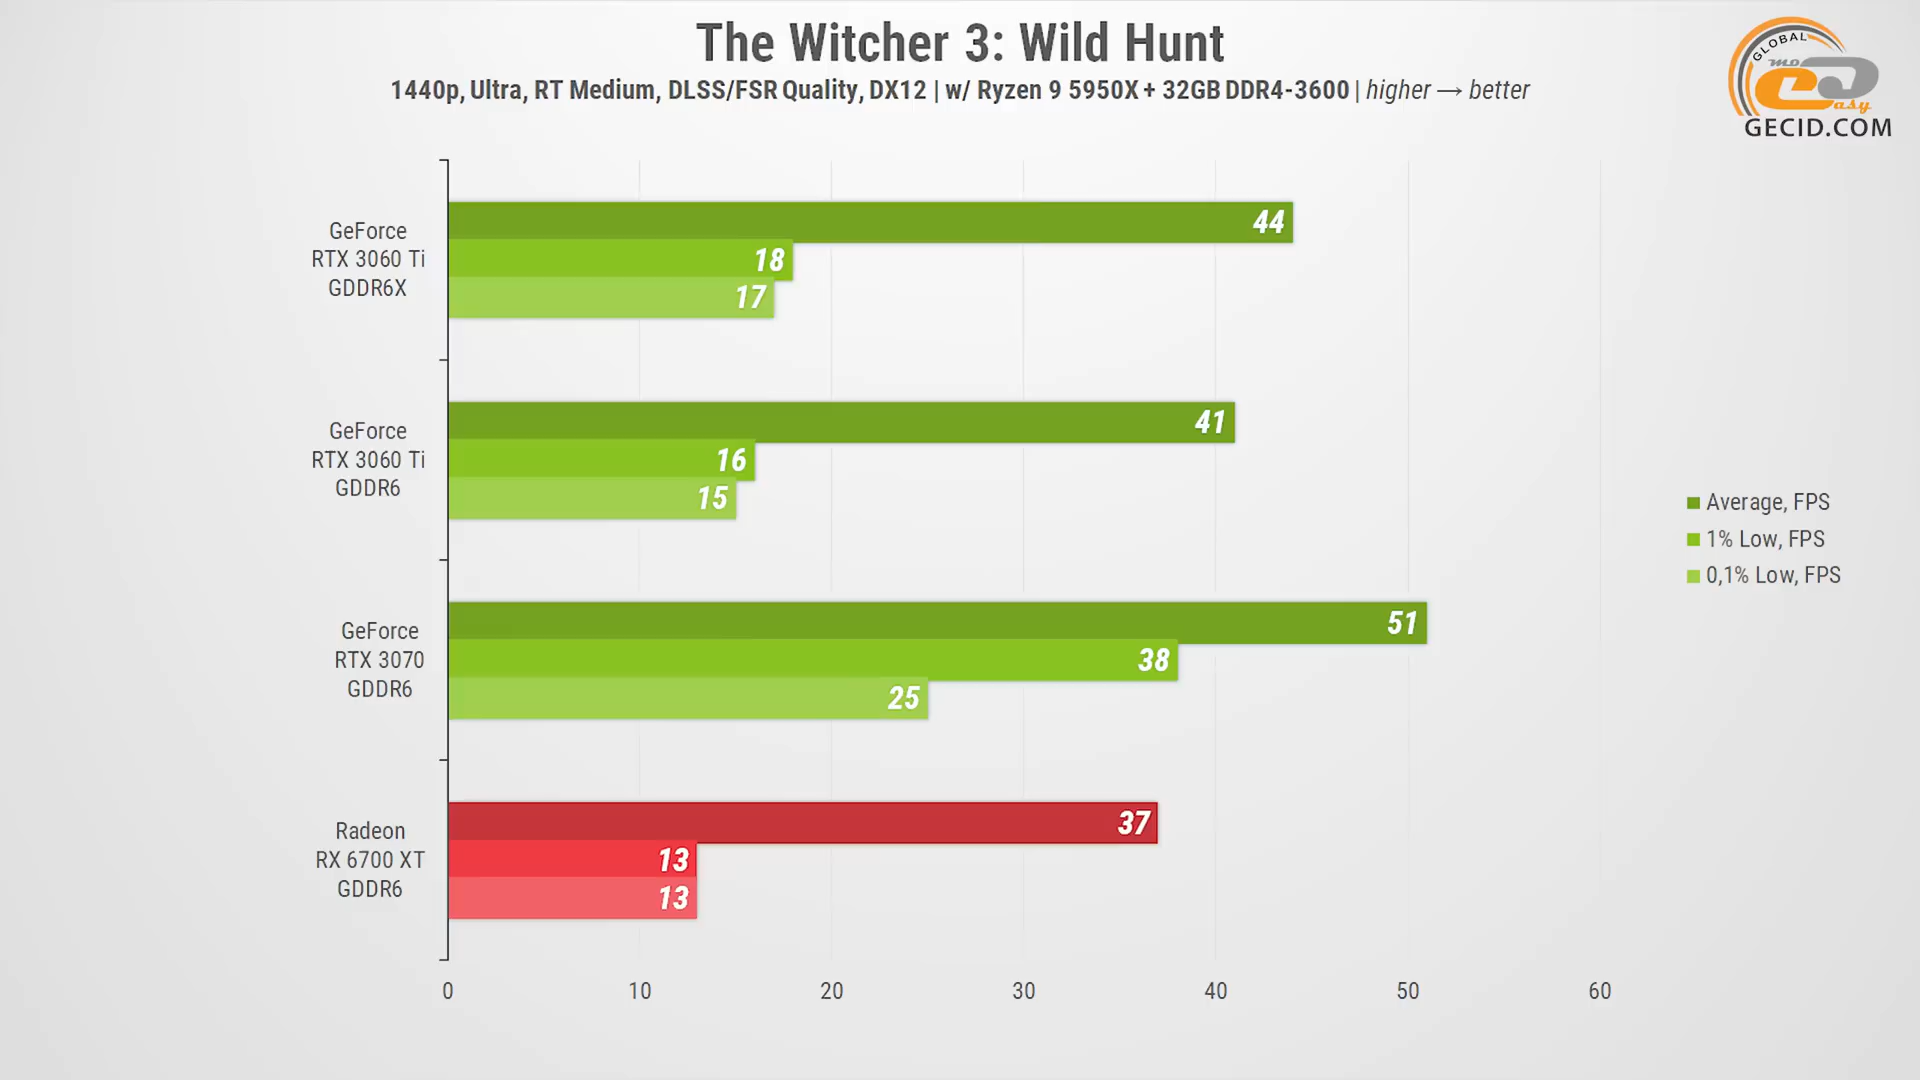 The Witcher 3: Wild Hunt
1440p, Ultra, RT Medium, DLSS/FSR Quality, DX12 | w/ Ryzen 9 5950X + 32GB DDR4-3600 | higher → better
GLOBAL
mo
easy
GECID.COM
GeForce
RTX 3060 Ti
GDDR6X
44
18
17
GeForce
RTX 3060 Ti
GDDR6
41
16
15
GeForce
RTX 3070
GDDR6
51
38
25
Radeon
RX 6700 XT
GDDR6
37
13
13
Average, FPS
1% Low, FPS
0,1% Low, FPS
0 10 20 30 40 50 60